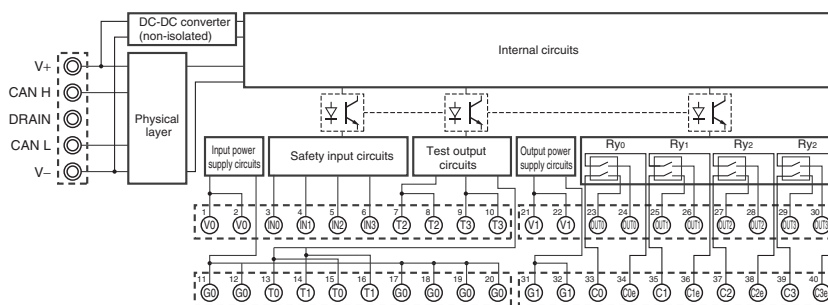 DC-DC converter
(non-isolated)
Internal circuits
V+
CAN H
DRAIN
CAN L
V–
Physical
layer
Input power
supply circuits
Safety input circuits
Test output
circuits
Output power
supply circuits
Ry0 Ry1 Ry2 Ry2
1 2 3 4 5 6 7 8 9 10
V0 V0 IN0 IN1 IN2 IN3 T2 T2 T3 T3
21 22 23 24 25 26 27 28 29 30
V1 V1 OUT0 OUT0 OUT1 OUT1 OUT2 OUT2 OUT3 OUT3
11 12 13 14 15 16 17 18 19 20
G0 G0 T0 T1 T0 T1 G0 G0 G0 G0
31 32 33 34 35 36 37 38 39 40
G1 G1 C0 C0e C1 C1e C2 C2e C3 C3e